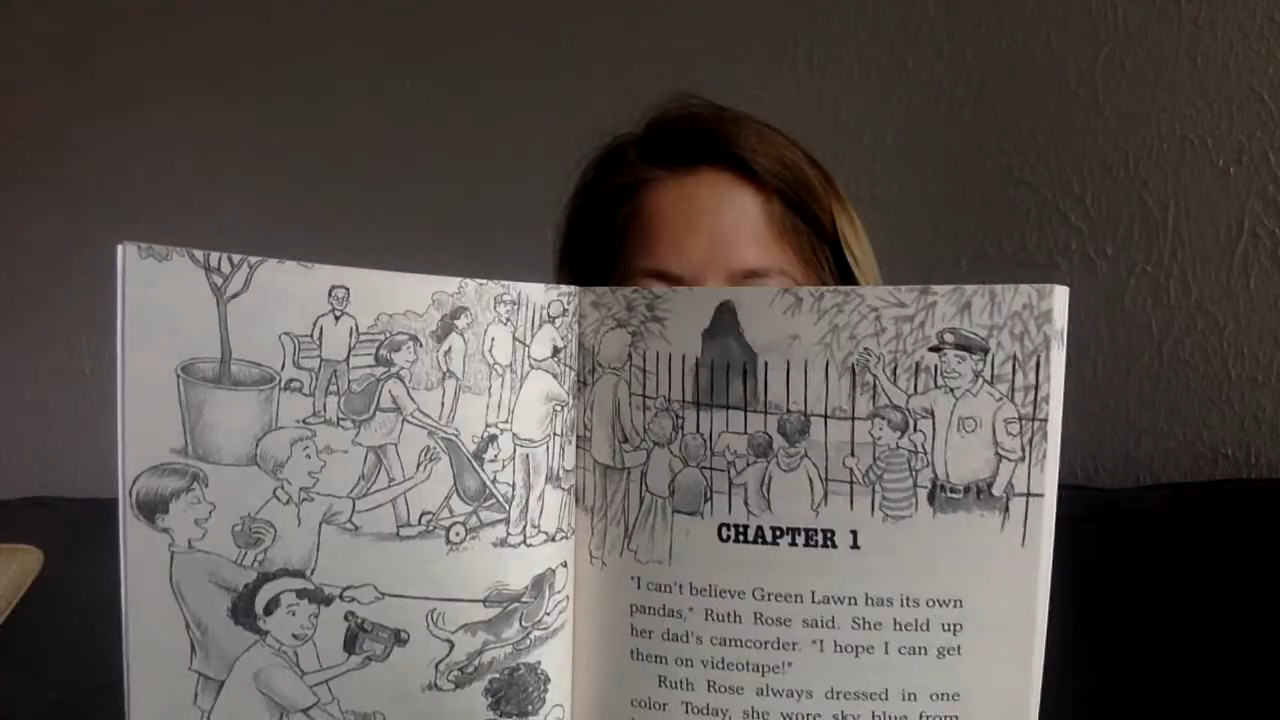 CHAPTER 1
"I can't believe Green Lawn has its own
pandas," Ruth Rose said. She held up
her dad's camcorder. "I hope I can get
them on videotape!"
Ruth Rose always dressed in one
color. Today, she wore sky blue from